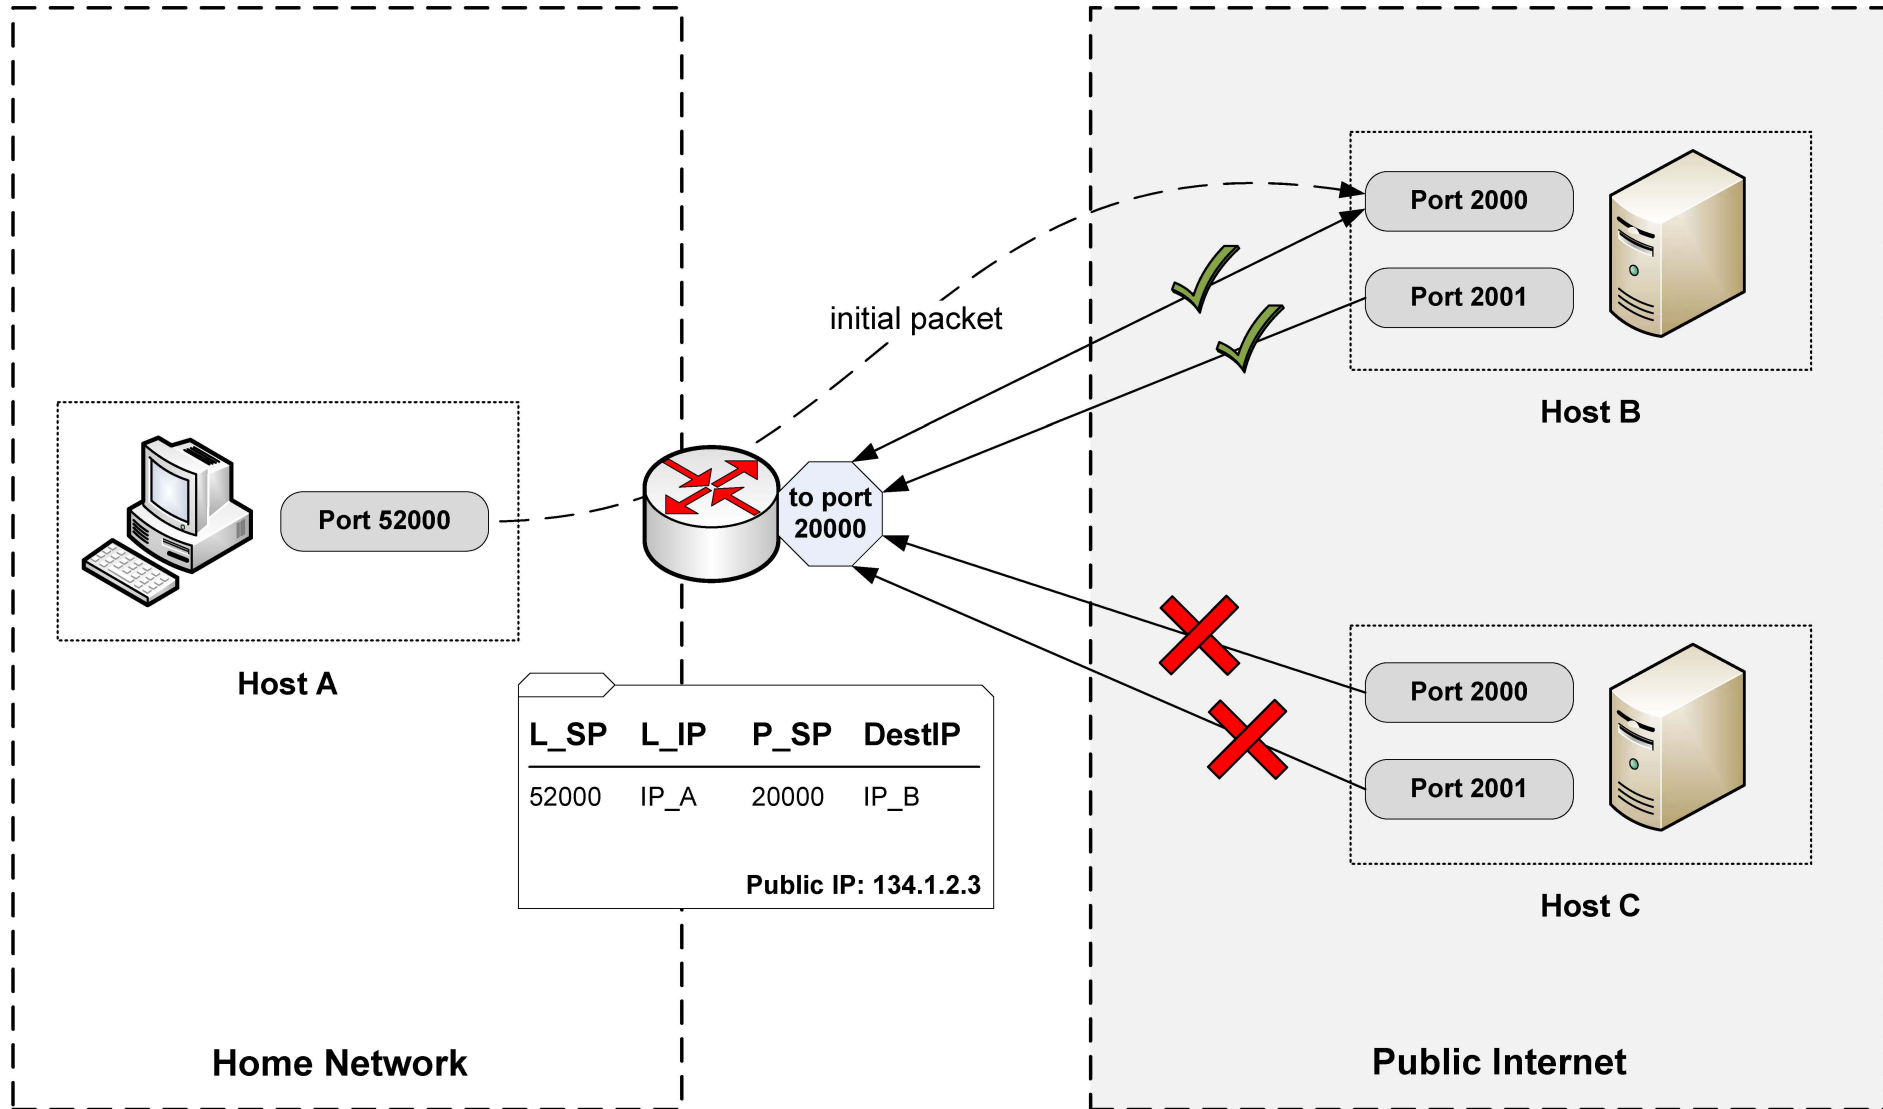 Port 2000
Port 2001
Host B
initial packet
Port 52000
to port
20000
Host A
Port 2000
Port 2001
Host C
L_SP L_IP P_SP DestIP
52000 IP_A 20000 IP_B
Public IP: 134.1.2.3
Home Network
Public Internet